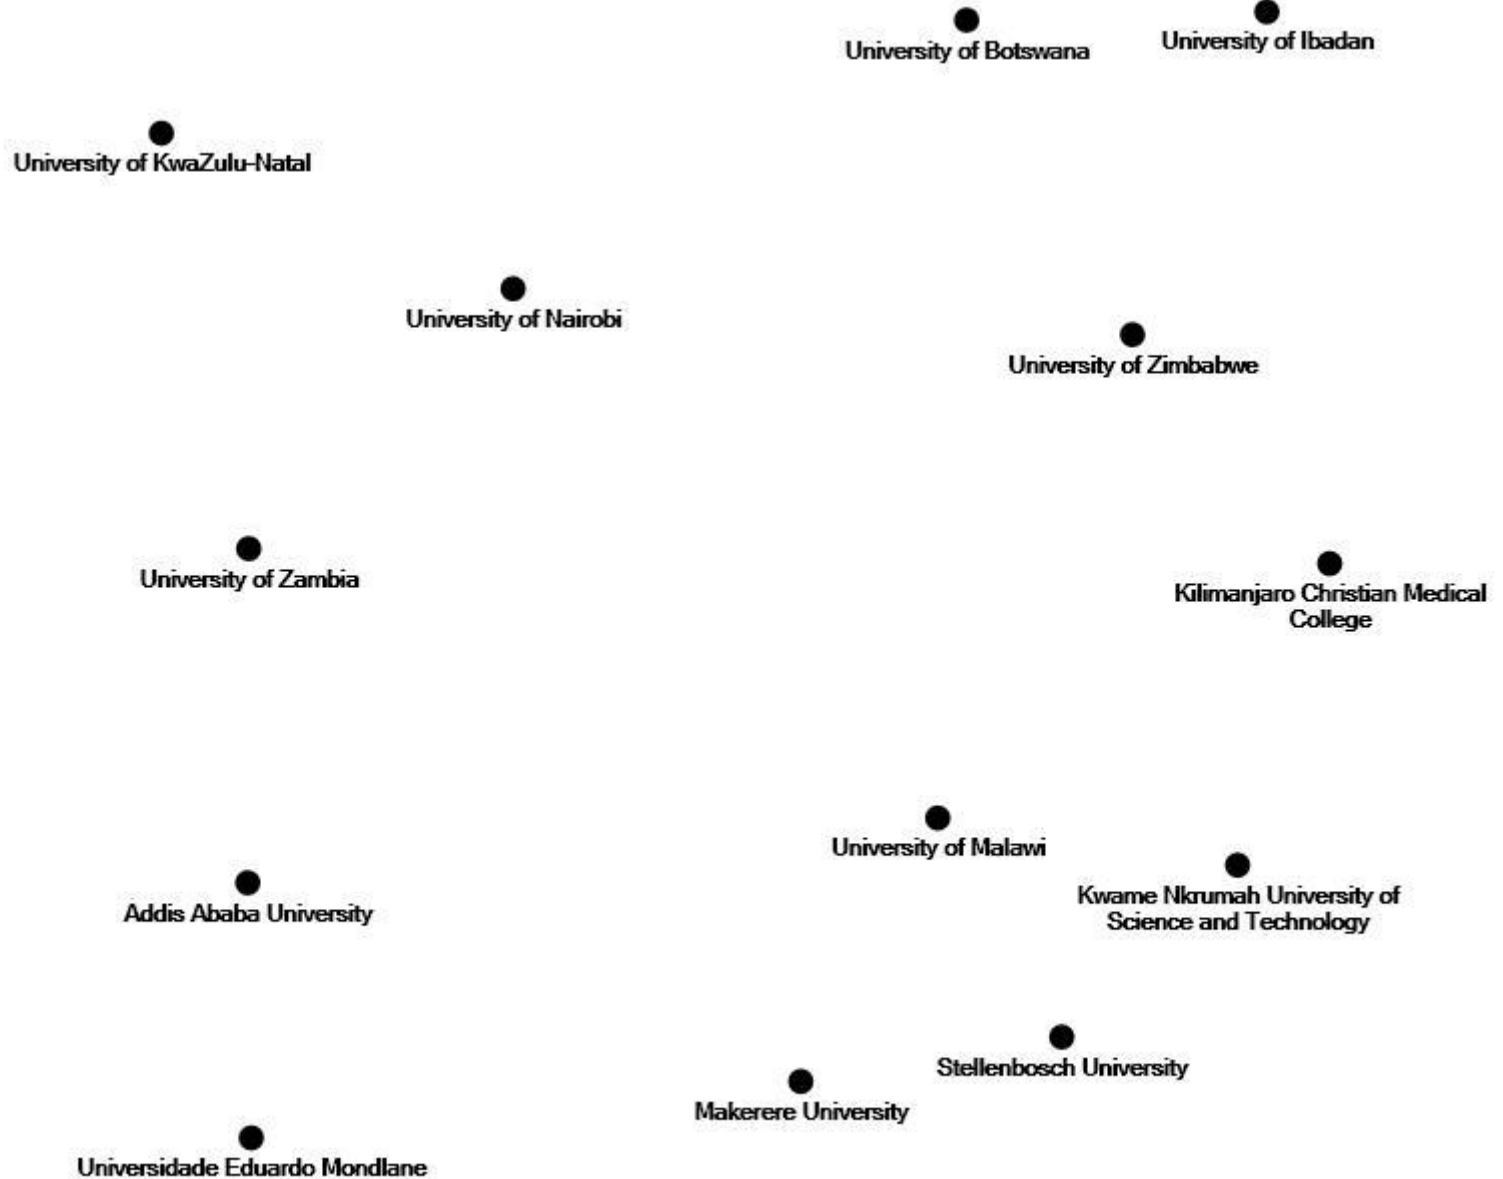 University of Botswana
University of Ibadan
University of KwaZulu-Natal
University of Nairobi
University of Zimbabwe
University of Zambia
Kilimanjaro Christian Medical
College
University of Malawi
Kwame Nkrumah University of
Science and Technology
Addis Ababa University
Stellenbosch University
Makerere University
Universidade Eduardo Mondlane